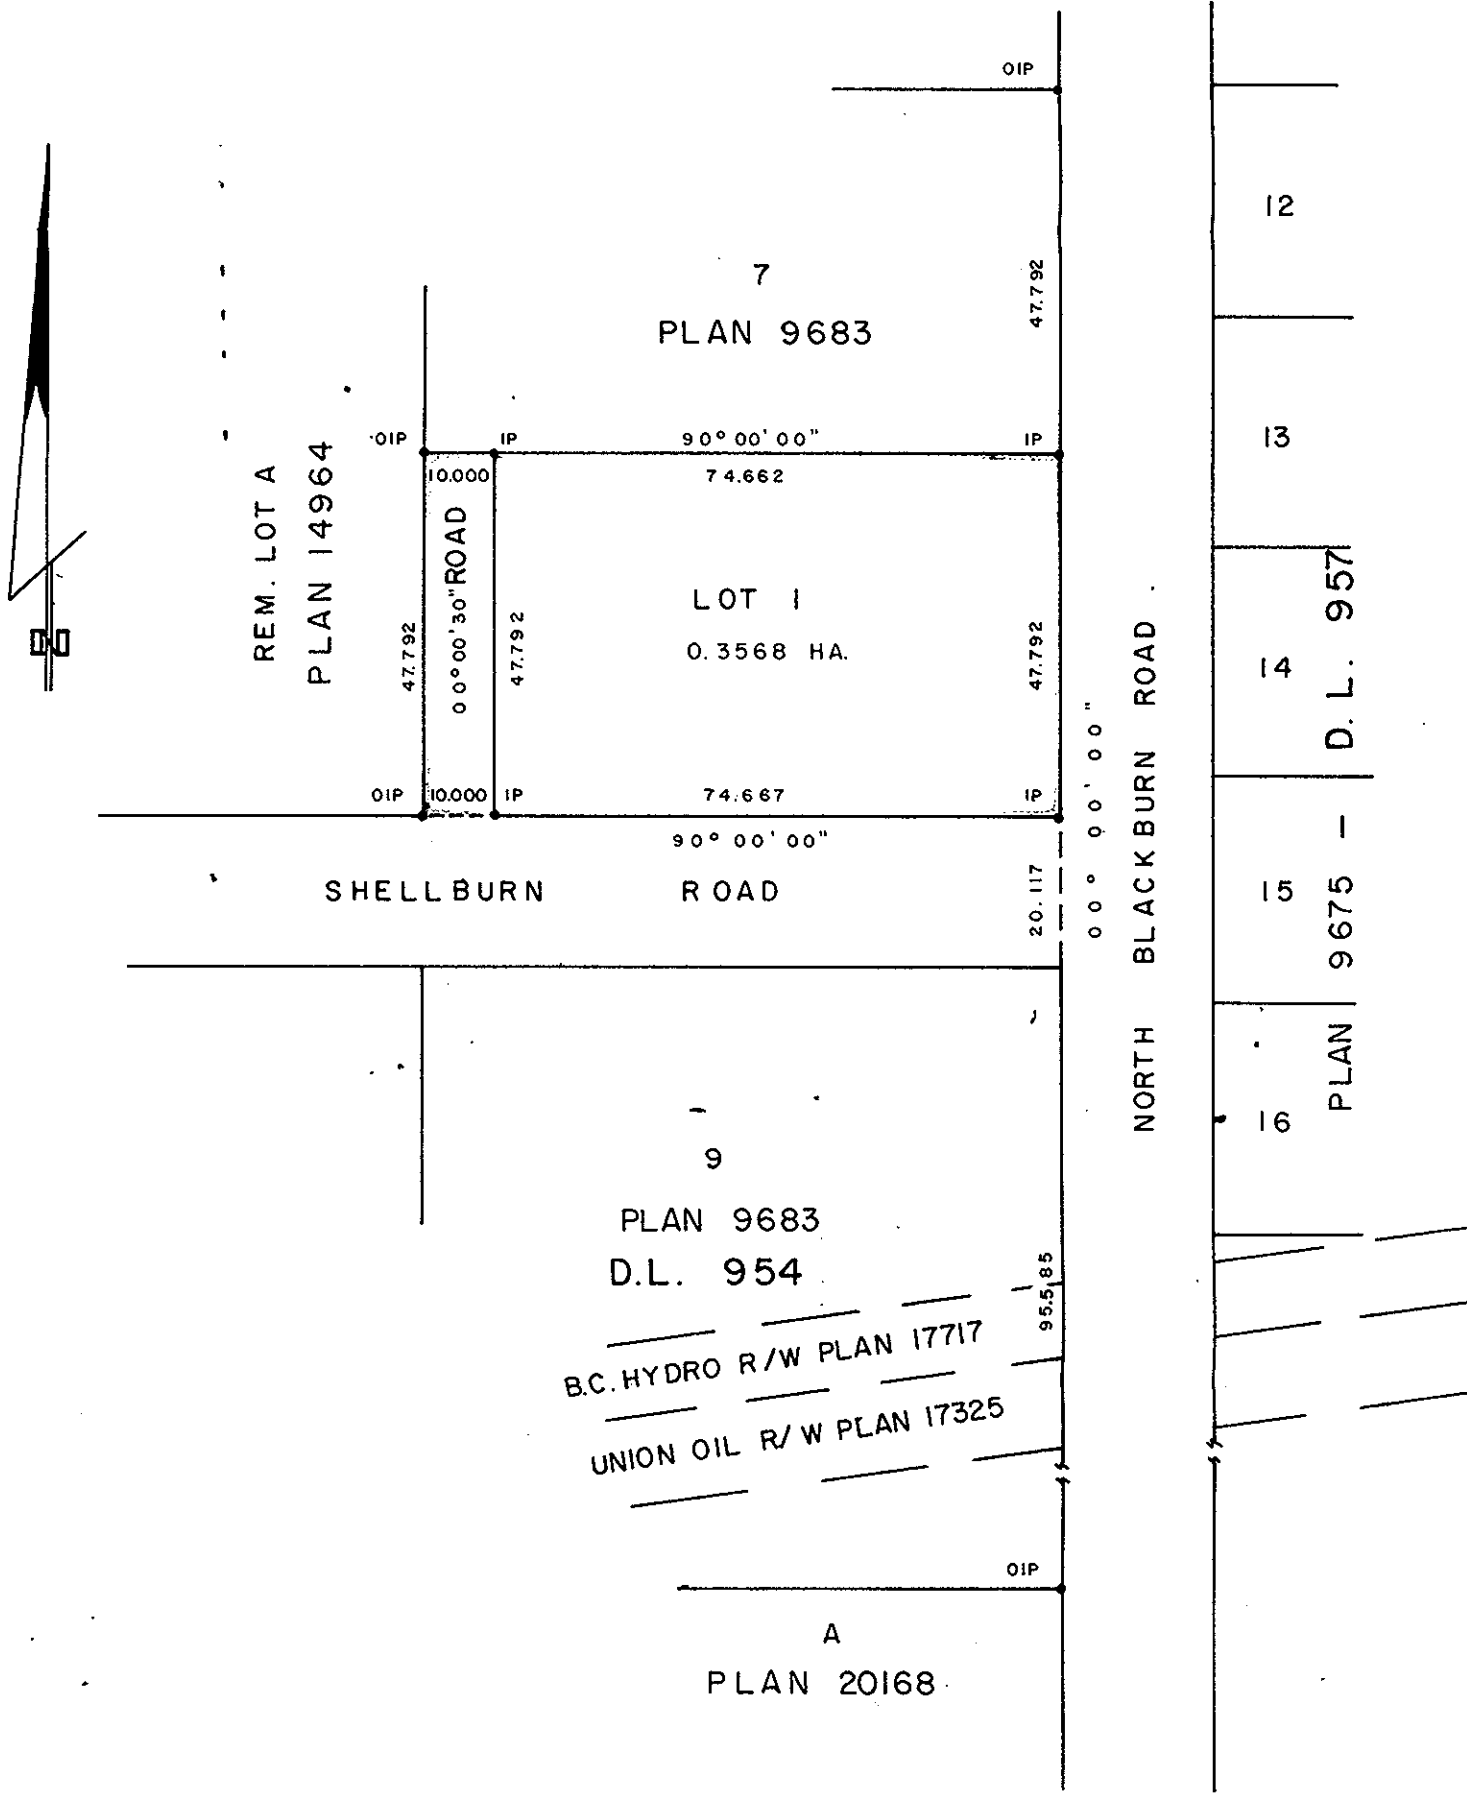 OIP
12
7
PLAN 9683
47.792
13
OIP
IP
90° 00' 00"
IP
10.000
74.662
REM. LOT A
PLAN 14964
47.792
00° 00' 30" ROAD
47.792
LOT 1
0.3568 HA.
47.792
14
D. L. 957
OIP
10.000
IP
74.667
IP
90° 00' 00"
00° 00' 00"
NORTH BLACKBURN ROAD
SHELLBURN ROAD
20.117
15
PLAN 9675 -
16
9
PLAN 9683
D.L. 954
95.585
B.C. HYDRO R/W PLAN 17717
UNION OIL R/W PLAN 17325
OIP
A
PLAN 20168